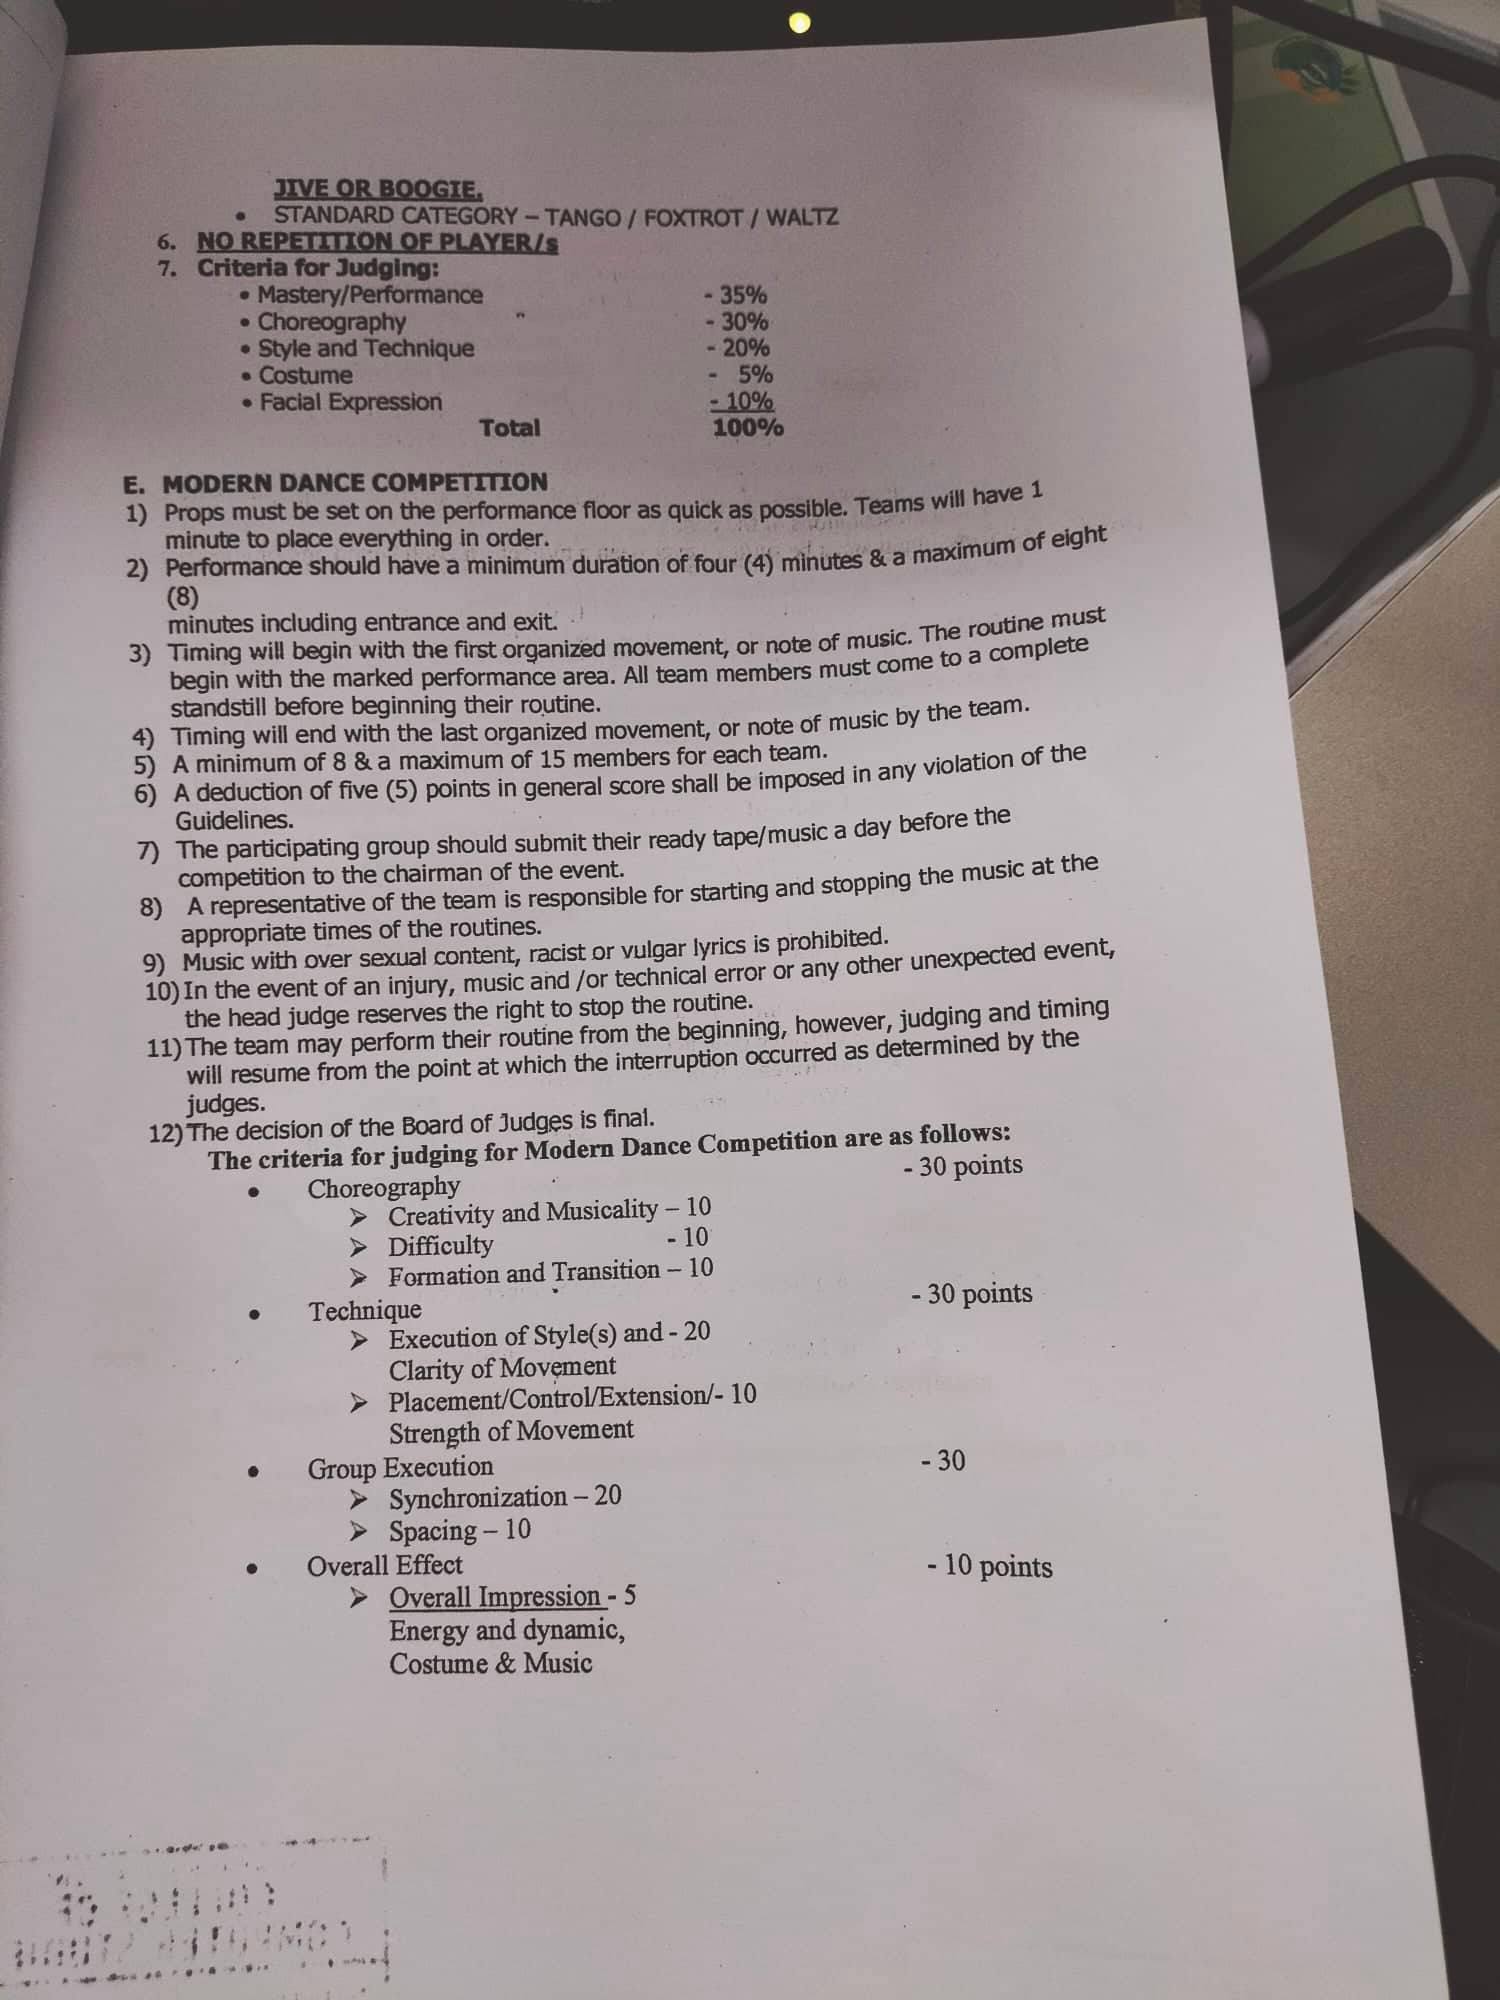 JIVE OR BOOGIE.
• STANDARD CATEGORY – TANGO / FOXTROT / WALTZ
6. NO REPETITION OF PLAYER/s
7. Criteria for Judging:
• Mastery/Performance - 35%
• Choreography - 30%
• Style and Technique - 20%
• Costume - 5%
• Facial Expression - 10%
Total 100%
E. MODERN DANCE COMPETITION
1) Props must be set on the performance floor as quick as possible. Teams will have 1
minute to place everything in order.
2) Performance should have a minimum duration of four (4) minutes & a maximum of eight
(8)
minutes including entrance and exit.
3) Timing will begin with the first organized movement, or note of music. The routine must
begin with the marked performance area. All team members must come to a complete
standstill before beginning their routine.
4) Timing will end with the last organized movement, or note of music by the team.
5) A minimum of 8 & a maximum of 15 members for each team.
6) A deduction of five (5) points in general score shall be imposed in any violation of the
Guidelines.
7) The participating group should submit their ready tape/music a day before the
competition to the chairman of the event.
8) A representative of the team is responsible for starting and stopping the music at the
appropriate times of the routines.
9) Music with over sexual content, racist or vulgar lyrics is prohibited.
10) In the event of an injury, music and /or technical error or any other unexpected event,
the head judge reserves the right to stop the routine.
11) The team may perform their routine from the beginning, however, judging and timing
will resume from the point at which the interruption occurred as determined by the
judges.
12) The decision of the Board of Judges is final.
The criteria for judging for Modern Dance Competition are as follows:
• Choreography - 30 points
➢ Creativity and Musicality – 10
➢ Difficulty - 10
➢ Formation and Transition – 10
• Technique - 30 points
➢ Execution of Style(s) and - 20
Clarity of Movement
➢ Placement/Control/Extension/- 10
Strength of Movement
• Group Execution - 30
➢ Synchronization – 20
➢ Spacing – 10
• Overall Effect - 10 points
➢ Overall Impression - 5
Energy and dynamic,
Costume & Music